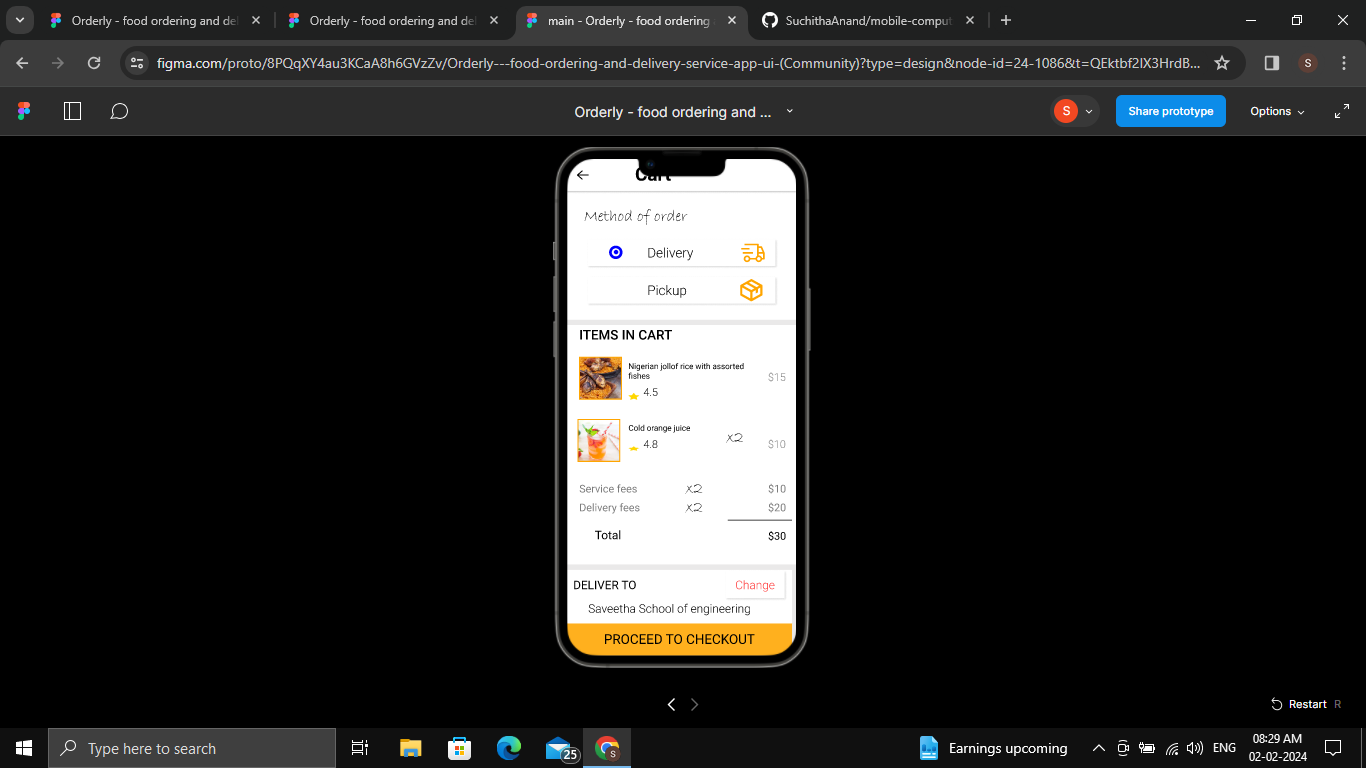 Orderly - food ordering and del
Orderly - food ordering and del
main - Orderly - food ordering
SuchithaAnand/mobile-comput
figma.com/proto/8PQqXY4au3KCaA8h6GVzZv/Orderly---food-ordering-and-delivery-service-app-ui-(Community)?type=design&node-id=24-1086&t=QEktbf2IX3HrdB...
S
Orderly - food ordering and ...
S
Share prototype
Options
Cart
Method of order
Delivery
Pickup
ITEMS IN CART
Nigerian jollof rice with assorted
fishes
$15
4.5
Cold orange juice
x2
4.8
$10
Service fees x2 $10
Delivery fees x2 $20
Total $30
DELIVER TO Change
Saveetha School of engineering
PROCEED TO CHECKOUT
Restart R
Type here to search
25
S
Earnings upcoming
ENG
08:29 AM
02-02-2024